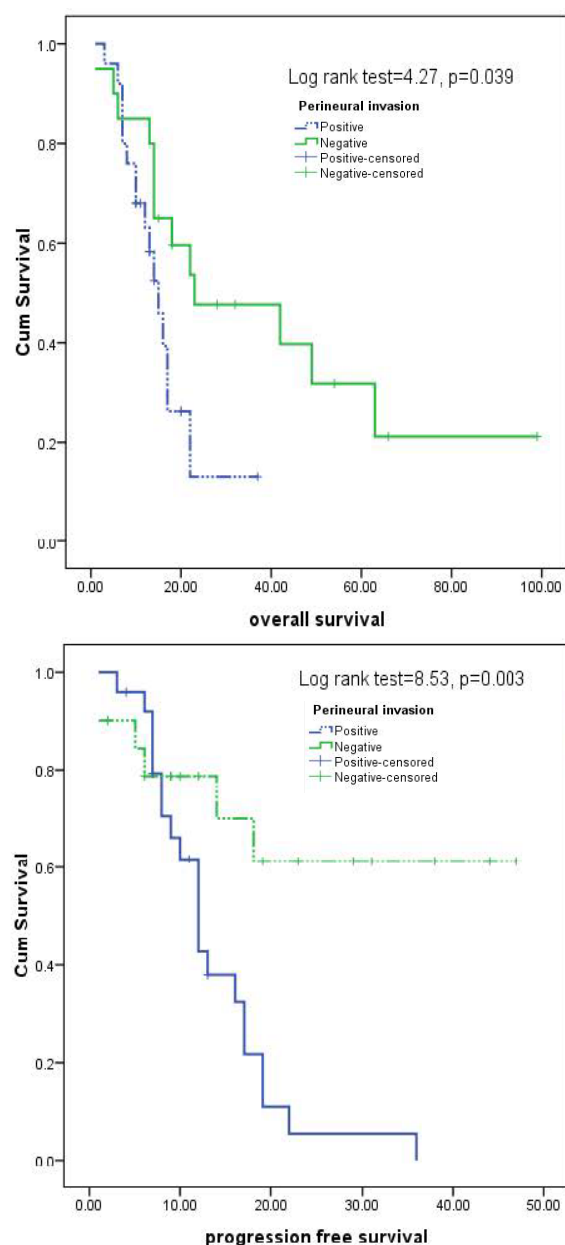 Log rank test=4.27, p=0.039
Perineural invasion
Positive
Negative
Positive-censored
Negative-censored
1.0
0.8
0.6
0.4
0.2
0.0
Cum Survival
0.00 20.00 40.00 60.00 80.00 100.00
overall survival
Log rank test=8.53, p=0.003
Perineural invasion
Positive
Negative
Positive-censored
Negative-censored
1.0
0.8
0.6
0.4
0.2
0.0
Cum Survival
0.00 10.00 20.00 30.00 40.00 50.00
progression free survival